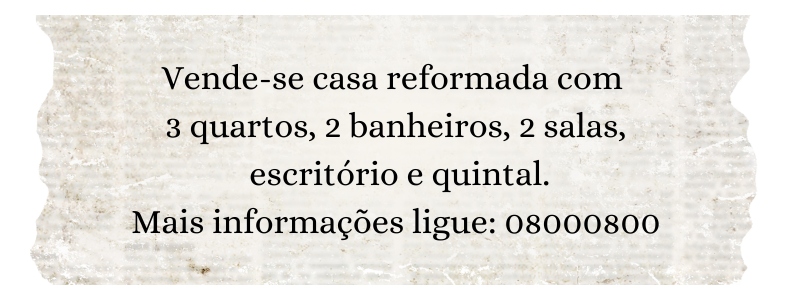 Vende-se casa reformada com
3 quartos, 2 banheiros, 2 salas,
escritório e quintal.
Mais informações ligue: 08000800